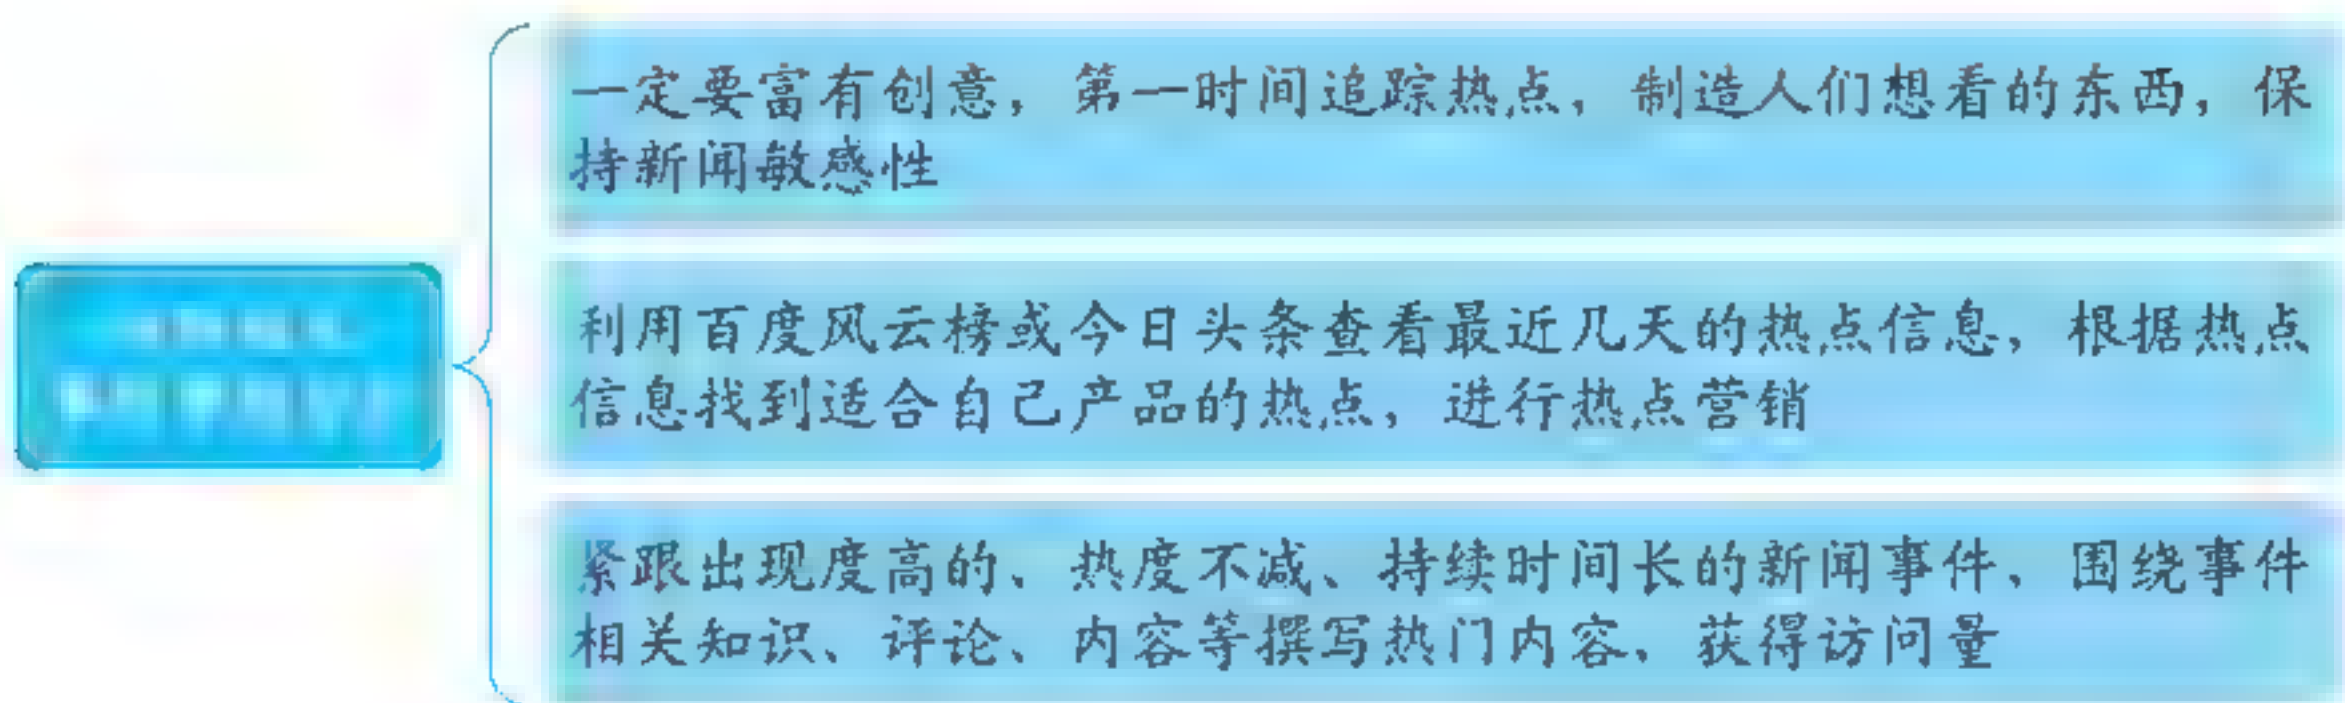 一定要富有创意，第一时间追踪热点，制造人们想看的东西，保
持新闻敏感性
利用百度风云榜或今日头条查看最近几天的热点信息，根据热点
信息找到适合自己产品的热点，进行热点营销
紧跟出现度高的、热度不减、持续时间长的新闻事件、围绕事件
相关知识、评论、内容等撰写热门内容，获得访问量